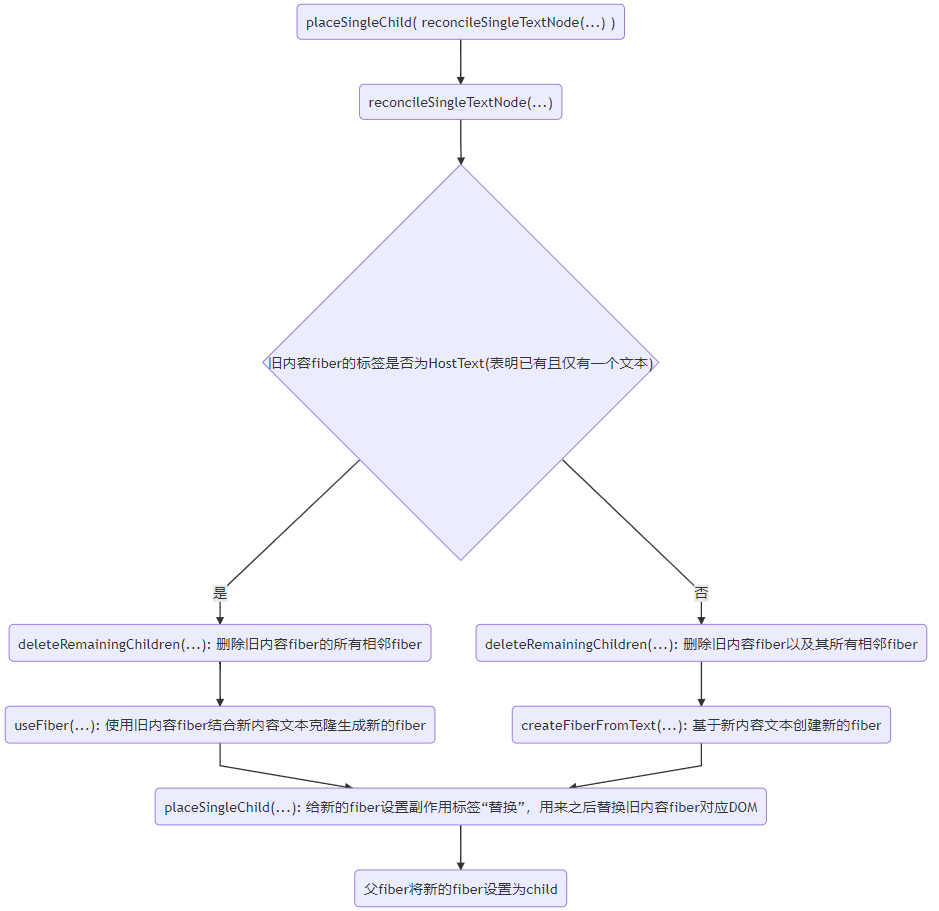 placeSingleChild( reconcileSingleTextNode(...) )
reconcileSingleTextNode(...)
旧内容fiber的标签是否为HostText(表明已有且仅有一个文本)
是
否
deleteRemainingChildren(...): 删除旧内容fiber的所有相邻fiber
deleteRemainingChildren(...): 删除旧内容fiber以及其所有相邻fiber
useFiber(...): 使用旧内容fiber结合新内容文本克隆生成新的fiber
createFiberFromText(...): 基于新内容文本创建新的fiber
placeSingleChild(...): 给新的fiber设置副作用标签“替换”，用来之后替换旧内容fiber对应DOM
父fiber将新的fiber设置为child